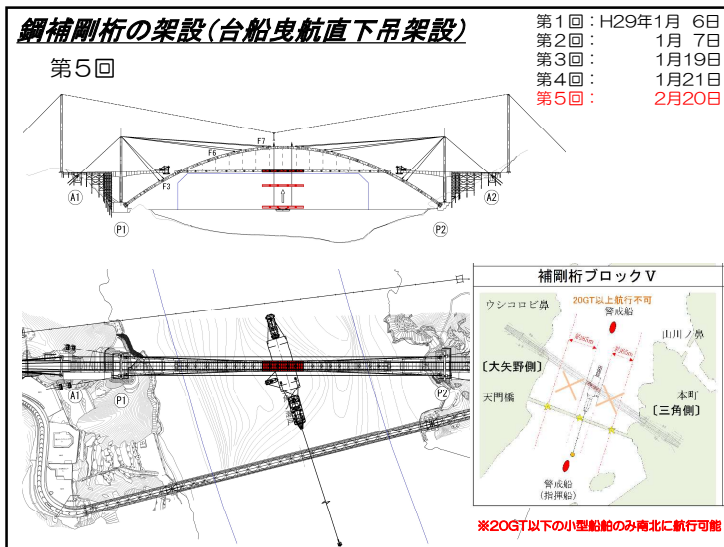 鋼補剛桁の架設(台船曳航直下吊架設)
第5回
第1回：H29年1月 6日
第2回： 1月 7日
第3回： 1月19日
第4回： 1月21日
第5回： 2月20日
F7
F6
F3
A1
A2
P1
P2
A1
P1
P2
補剛桁ブロックⅤ
20GT以上航行不可
ウシコロビ鼻
警戒船
山川ノ鼻
〔大矢野側〕
天門橋
本町
〔三角側〕
警戒船
(指揮船)
※20GT以下の小型船舶のみ南北に航行可能